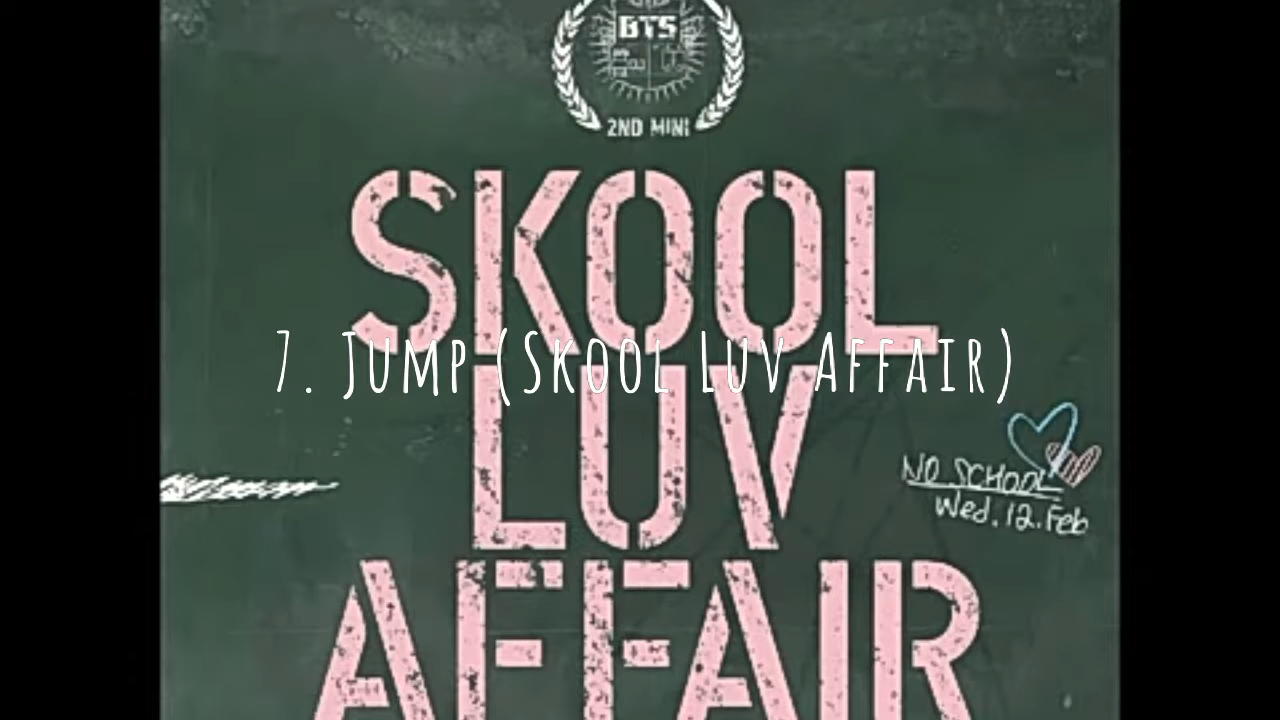 BTS
2ND MINI
SKOOL
7. Jump (Skool Luv Affair)
LUV
NO SCHOOL
Wed.12.Feb
AFFAIR